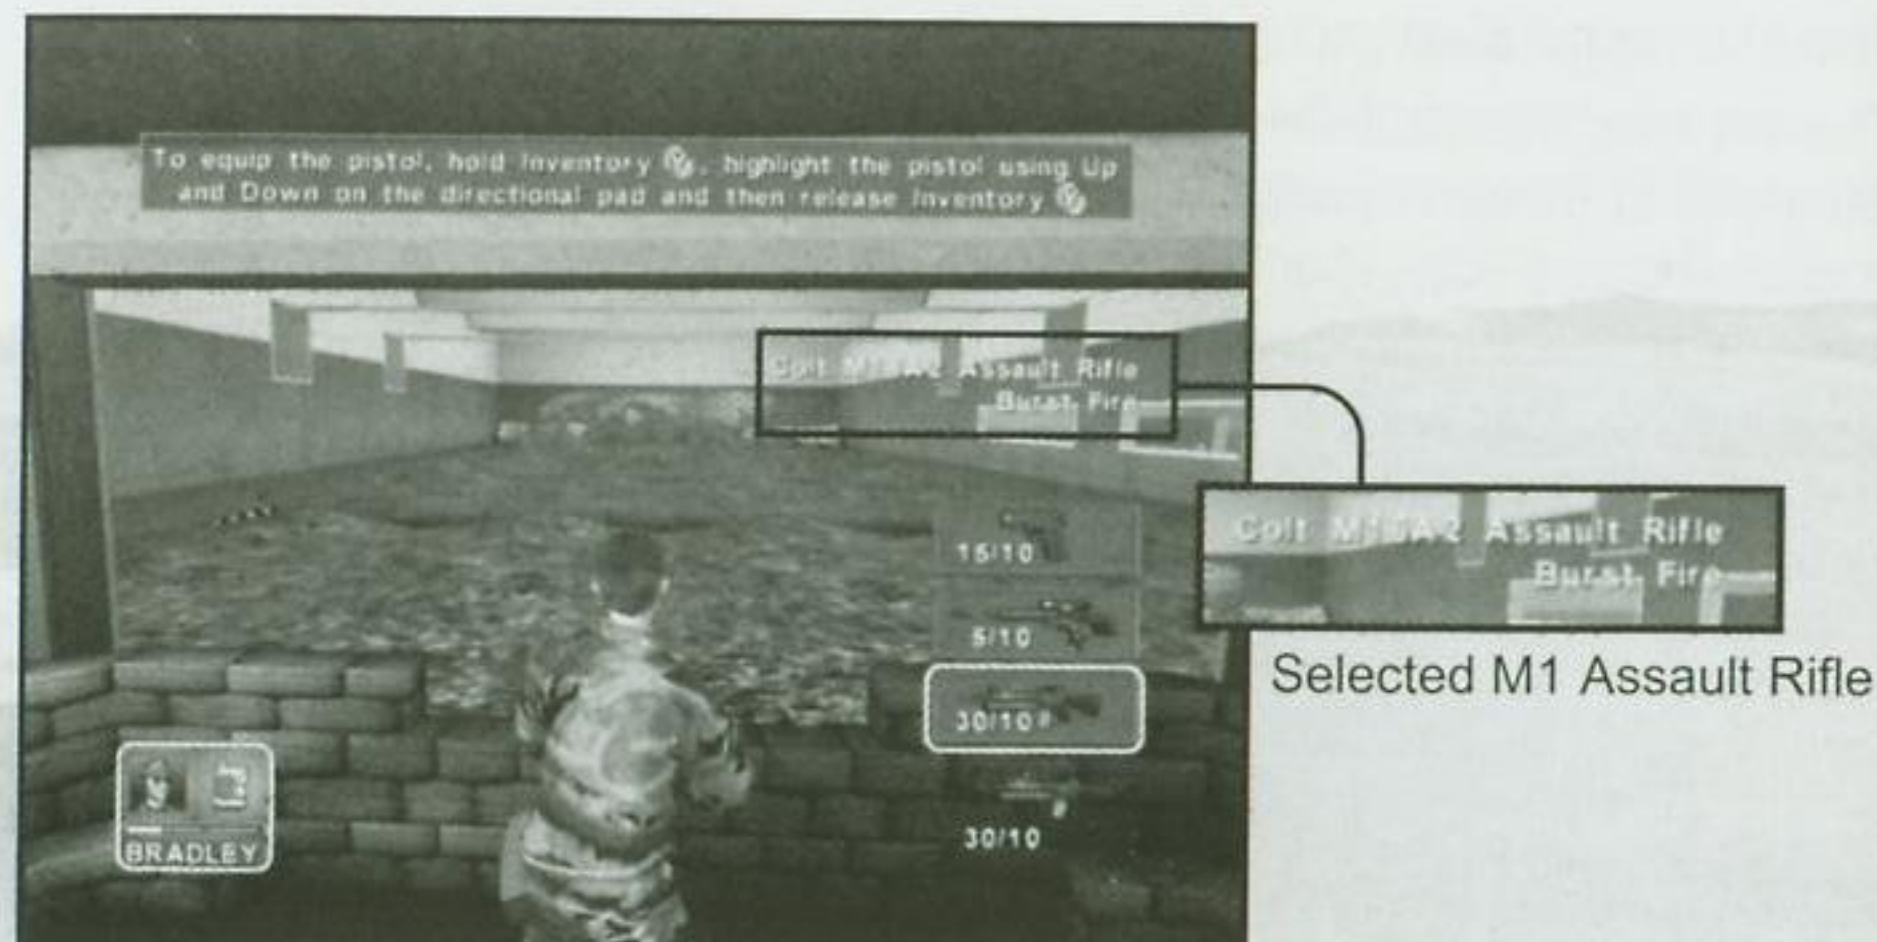 To equip the pistol, hold Inventory, highlight the pistol using Up
and Down on the directional pad and then release Inventory
Colt M16A2 Assault Rifle
Burst Fire
15/10
5/10
30/10
30/10
BRADLEY
Colt M16A2 Assault Rifle
Burst Fire
Selected M1 Assault Rifle